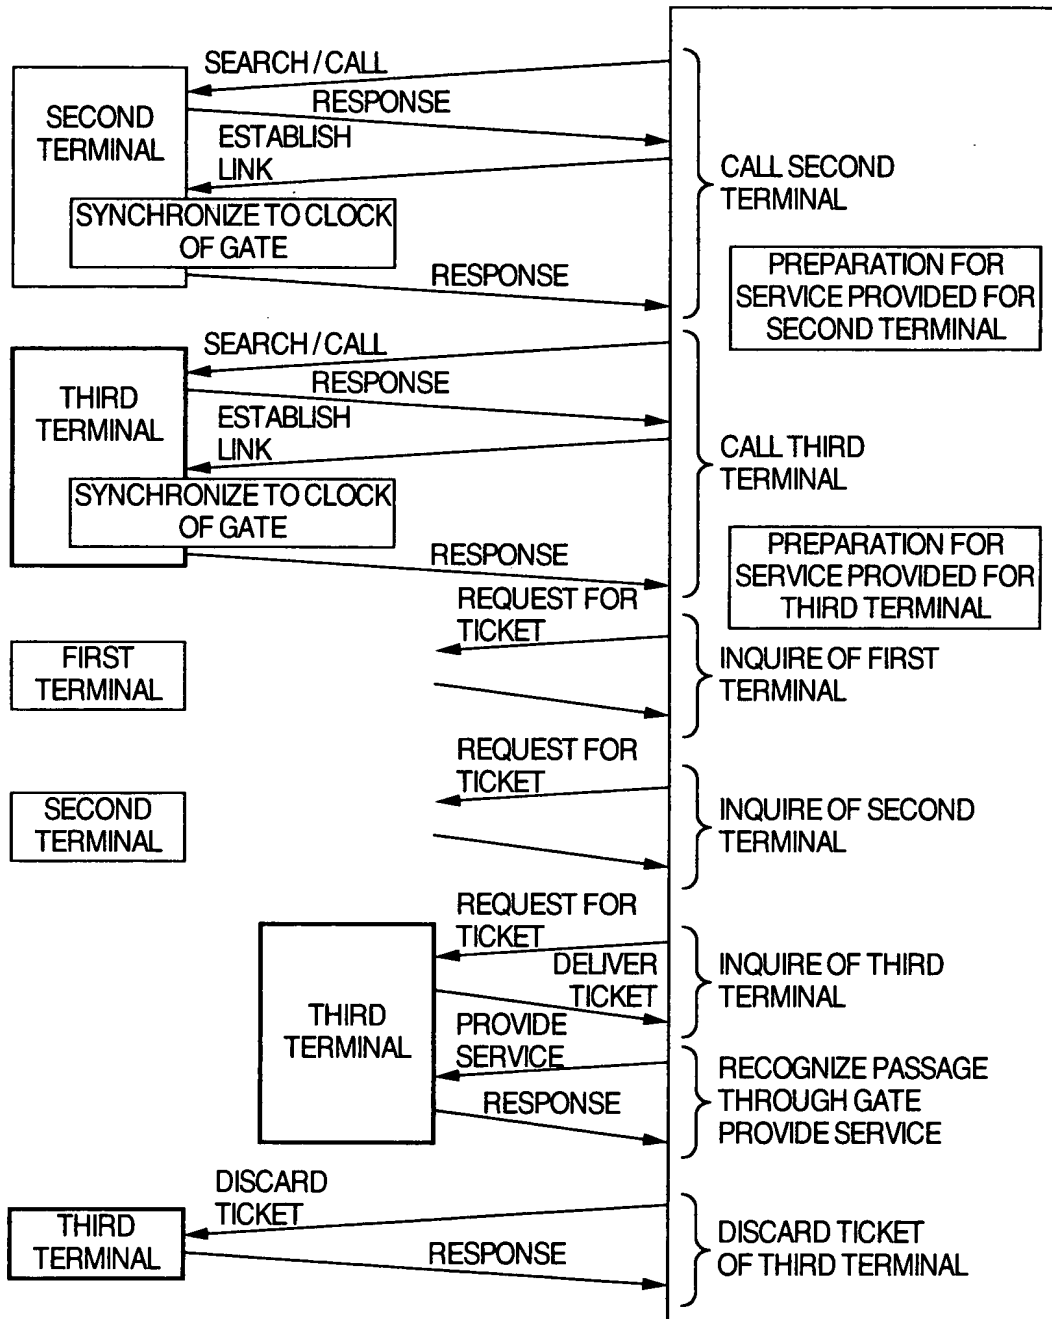 SEARCH / CALL
SECOND
TERMINAL
RESPONSE
ESTABLISH
LINK
CALL SECOND
TERMINAL
SYNCHRONIZE TO CLOCK
OF GATE
RESPONSE
PREPARATION FOR
SERVICE PROVIDED FOR
SECOND TERMINAL
SEARCH / CALL
THIRD
TERMINAL
RESPONSE
ESTABLISH
LINK
CALL THIRD
TERMINAL
SYNCHRONIZE TO CLOCK
OF GATE
RESPONSE
PREPARATION FOR
SERVICE PROVIDED FOR
THIRD TERMINAL
REQUEST FOR
TICKET
FIRST
TERMINAL
INQUIRE OF FIRST
TERMINAL
REQUEST FOR
TICKET
SECOND
TERMINAL
INQUIRE OF SECOND
TERMINAL
REQUEST FOR
TICKET
DELIVER
TICKET
INQUIRE OF THIRD
TERMINAL
THIRD
TERMINAL
PROVIDE
SERVICE
RESPONSE
RECOGNIZE PASSAGE
THROUGH GATE
PROVIDE SERVICE
DISCARD
TICKET
THIRD
TERMINAL
RESPONSE
DISCARD TICKET
OF THIRD TERMINAL